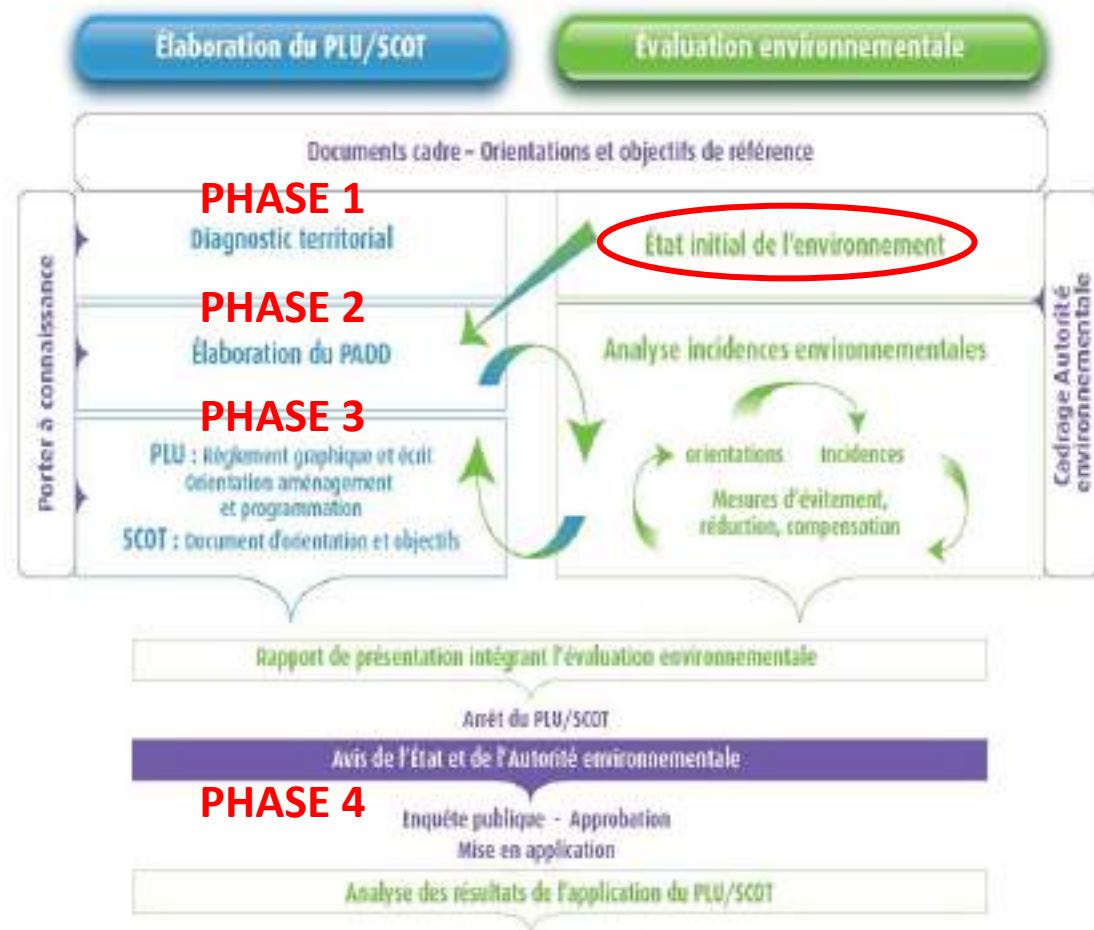 Élaboration du PLU/SCOT
Évaluation environnementale
Documents cadre – Orientations et objectifs de référence
Porter à connaissance
PHASE 1
Diagnostic territorial
État initial de l'environnement
Cadrage Autorité
environnementale
PHASE 2
Élaboration du PADD
Analyse incidences environnementales
orientations
incidences
Mesures d'évitement,
réduction, compensation
PHASE 3
PLU : Règlement graphique et écrit
Orientation aménagement
et programmation
SCOT : Document d'orientation et objectifs
Rapport de présentation intégrant l'évaluation environnementale
Arrêt du PLU/SCOT
Avis de l'État et de l'Autorité environnementale
PHASE 4
Enquête publique - Approbation
Mise en application
Analyse des résultats de l'application du PLU/SCOT